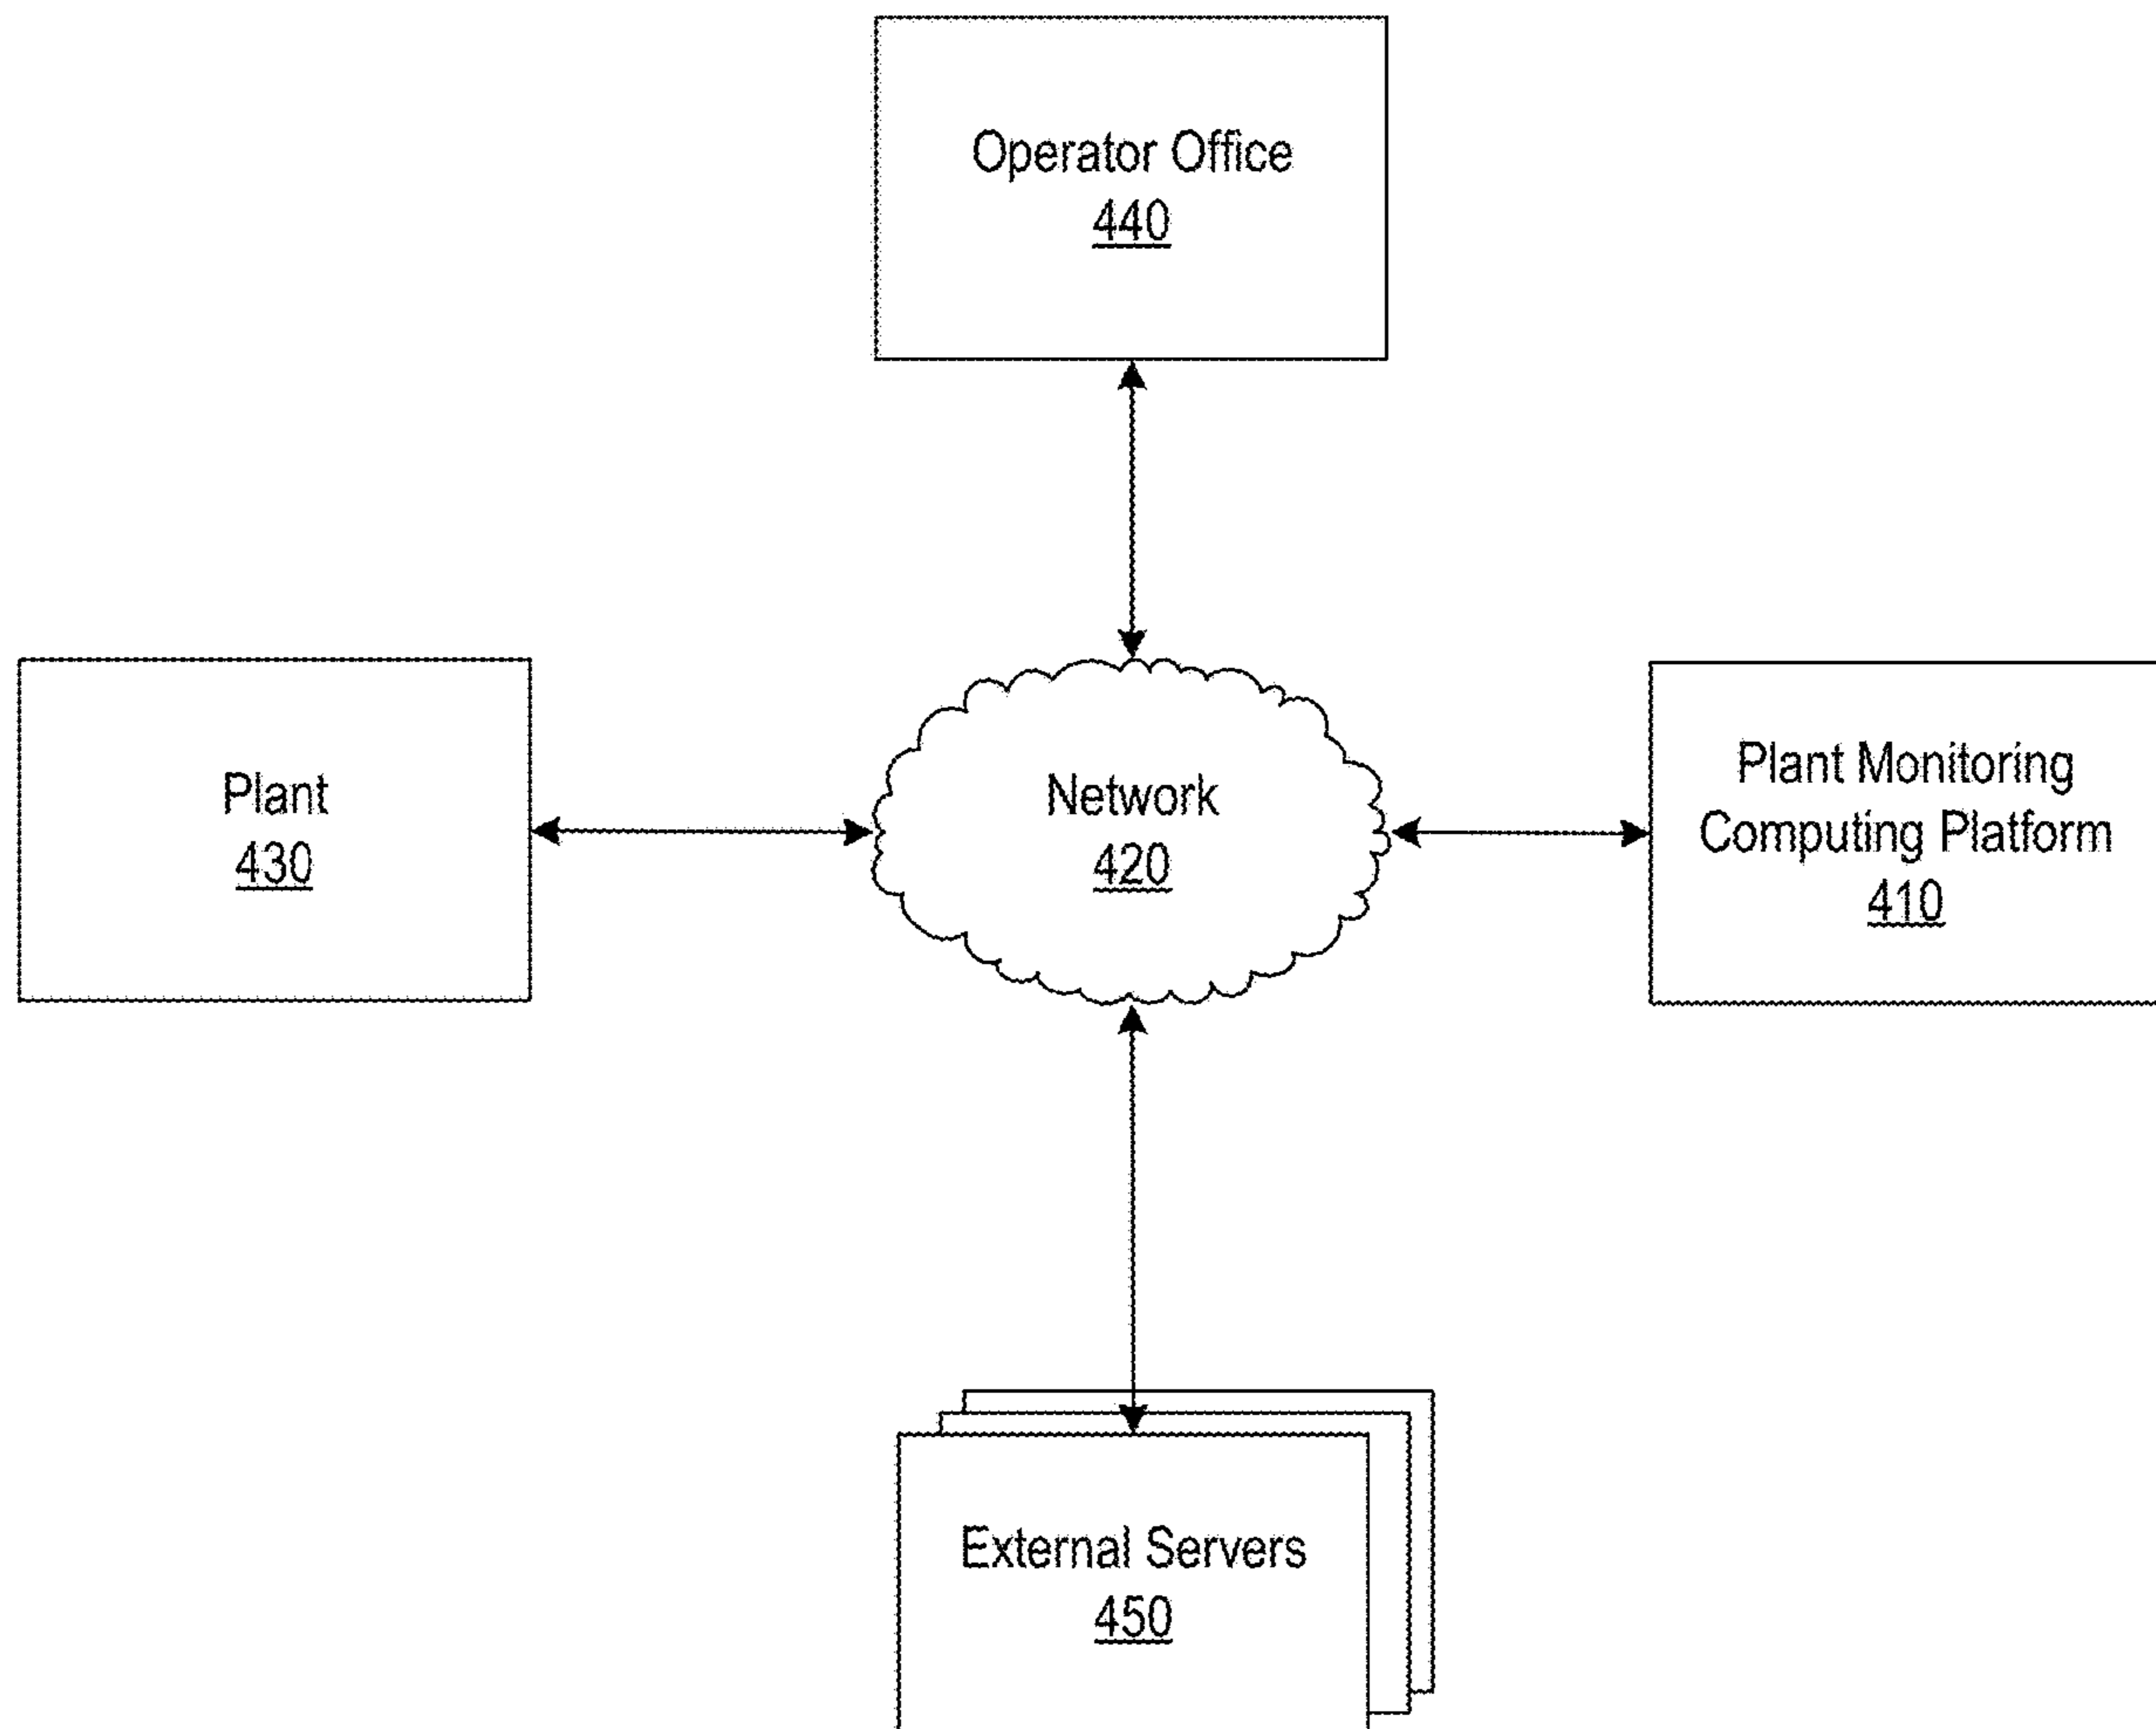 Operator Office
440
Plant
430
Network
420
Plant Monitoring
Computing Platform
410
External Servers
450